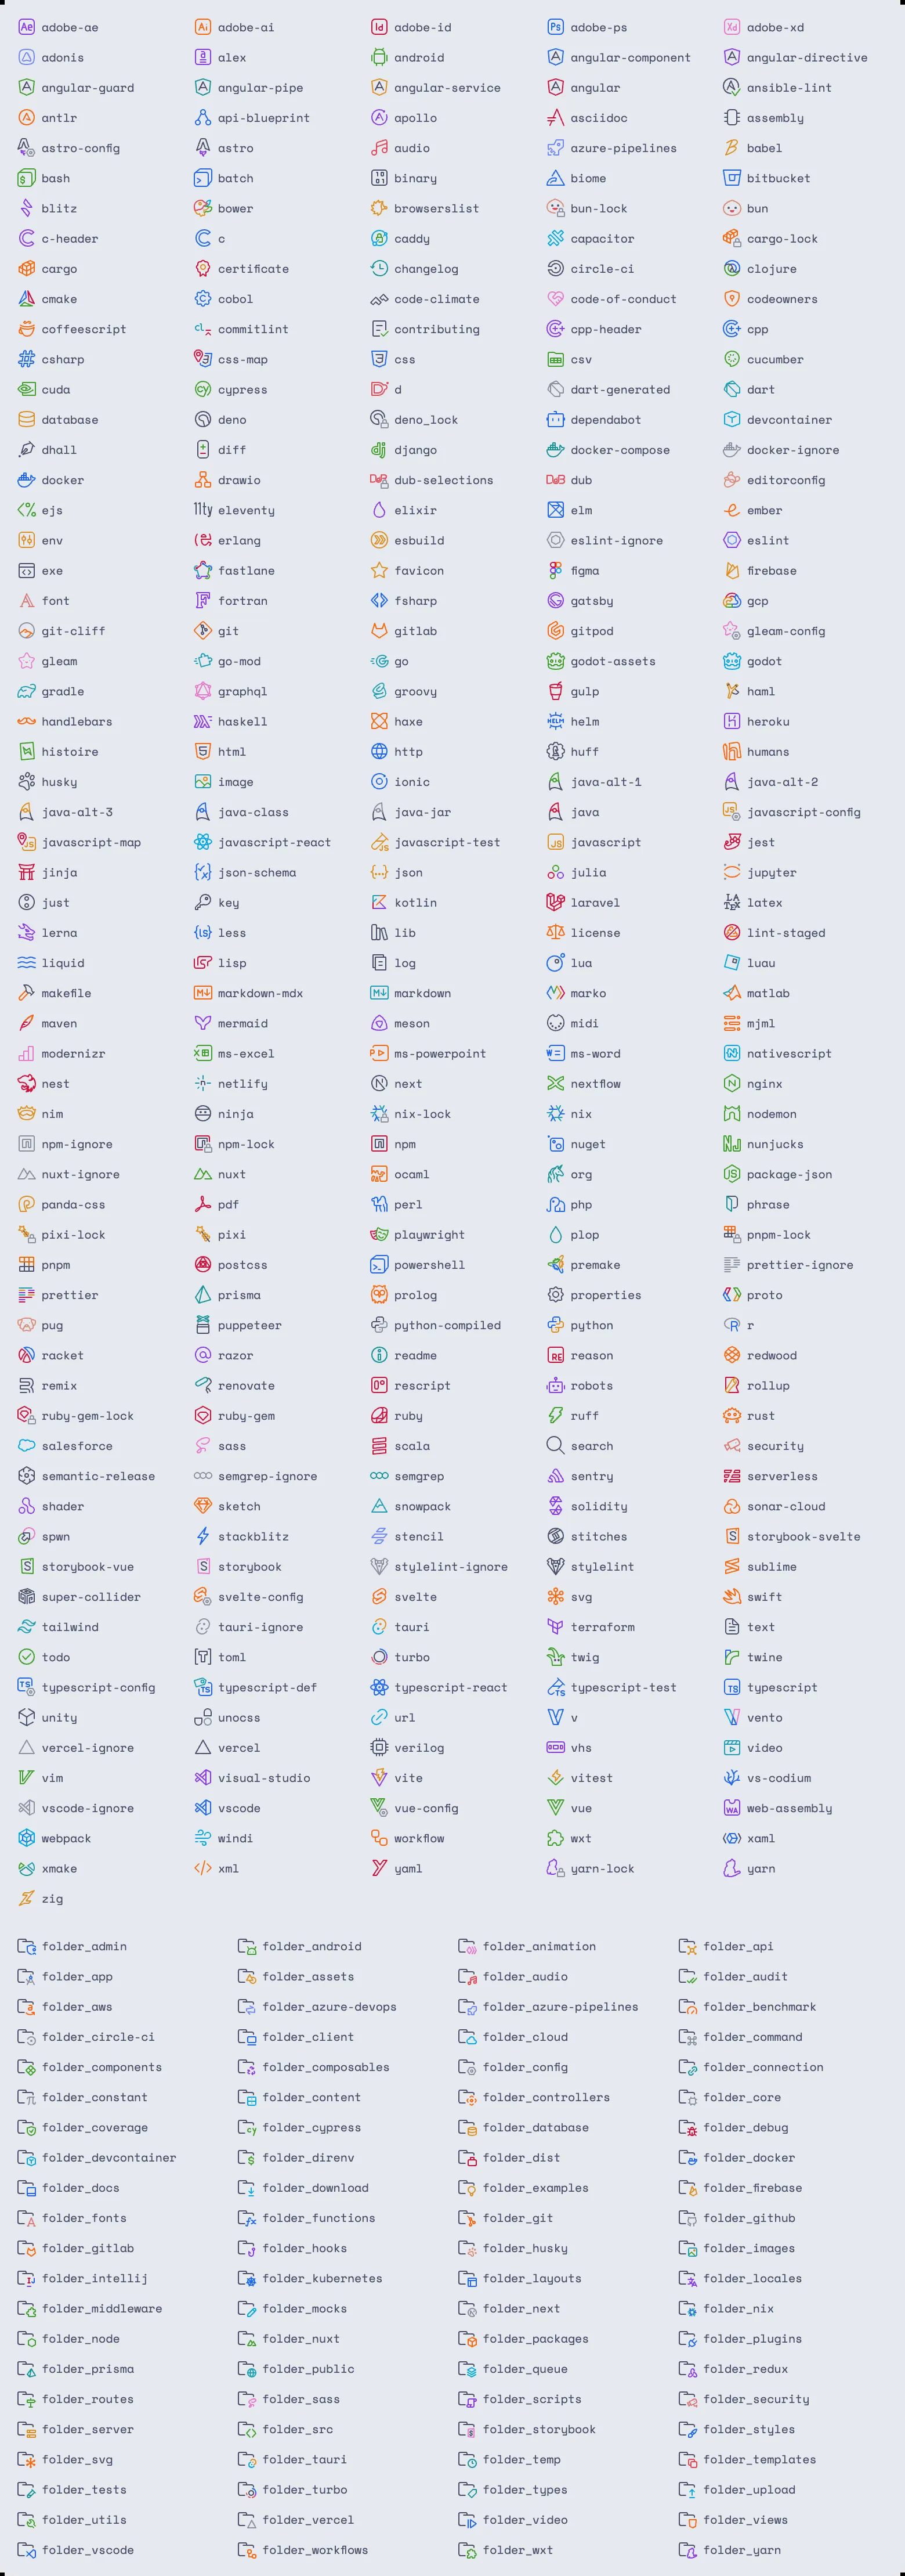 adobe-ae adobe-ai adobe-id adobe-ps adobe-xd
adonis alex android angular-component angular-directive
angular-guard angular-pipe angular-service angular ansible-lint
antlr api-blueprint apollo asciidoc assembly
astro-config astro audio azure-pipelines babel
bash batch binary biome bitbucket
blitz bower browserslist bun-lock bun
c-header c caddy capacitor cargo-lock
cargo certificate changelog circle-ci clojure
cmake cobol code-climate code-of-conduct codeowners
coffeescript commitlint contributing cpp-header cpp
csharp css-map css csv cucumber
cuda cypress d dart-generated dart
database deno deno_lock dependabot devcontainer
dhall diff django docker-compose docker-ignore
docker drawio dub-selections dub editorconfig
ejs eleventy elixir elm ember
env erlang esbuild eslint-ignore eslint
exe fastlane favicon figma firebase
font fortran fsharp gatsby gcp
git-cliff git gitlab gitpod gleam-config
gleam go-mod go godot-assets godot
gradle graphql groovy gulp haml
handlebars haskell haxe helm heroku
histoire html http huff humans
husky image ionic java-alt-1 java-alt-2
java-alt-3 java-class java-jar java javascript-config
javascript-map javascript-react javascript-test javascript jest
jinja json-schema json julia jupyter
just key kotlin laravel latex
lerna less lib license lint-staged
liquid lisp log lua luau
makefile markdown-mdx markdown marko matlab
maven mermaid meson midi mjml
modernizr ms-excel ms-powerpoint ms-word nativescript
nest netlify next nextflow nginx
nim ninja nix-lock nix nodemon
npm-ignore npm-lock npm nuget nunjucks
nuxt-ignore nuxt ocaml org package-json
panda-css pdf perl php phrase
pixi-lock pixi playwright plop pnpm-lock
pnpm postcss powershell premake prettier-ignore
prettier prisma prolog properties proto
pug puppeteer python-compiled python r
racket razor readme reason redwood
remix renovate rescript robots rollup
ruby-gem-lock ruby-gem ruby ruff rust
salesforce sass scala search security
semantic-release semgrep-ignore semgrep sentry serverless
shader sketch snowpack solidity sonar-cloud
spwn stackblitz stencil stitches storybook-svelte
storybook-vue storybook stylelint-ignore stylelint sublime
super-collider svelte-config svelte svg swift
tailwind tauri-ignore tauri terraform text
todo toml turbo twig twine
typescript-config typescript-def typescript-react typescript-test typescript
unity unocss url v vento
vercel-ignore vercel verilog vhs video
vim visual-studio vite vitest vs-codium
vscode-ignore vscode vue-config vue web-assembly
webpack windi workflow wxt xaml
xmake xml yaml yarn-lock yarn
zig
folder_admin folder_android folder_animation folder_api
folder_app folder_assets folder_audio folder_audit
folder_aws folder_azure-devops folder_azure-pipelines folder_benchmark
folder_circle-ci folder_client folder_cloud folder_command
folder_components folder_composables folder_config folder_connection
folder_constant folder_content folder_controllers folder_core
folder_coverage folder_cypress folder_database folder_debug
folder_devcontainer folder_direnv folder_dist folder_docker
folder_docs folder_download folder_examples folder_firebase
folder_fonts folder_functions folder_git folder_github
folder_gitlab folder_hooks folder_husky folder_images
folder_intellij folder_kubernetes folder_layouts folder_locales
folder_middleware folder_mocks folder_next folder_nix
folder_node folder_nuxt folder_packages folder_plugins
folder_prisma folder_public folder_queue folder_redux
folder_routes folder_sass folder_scripts folder_security
folder_server folder_src folder_storybook folder_styles
folder_svg folder_tauri folder_temp folder_templates
folder_tests folder_turbo folder_types folder_upload
folder_utils folder_vercel folder_video folder_views
folder_vscode folder_workflows folder_wxt folder_yarn